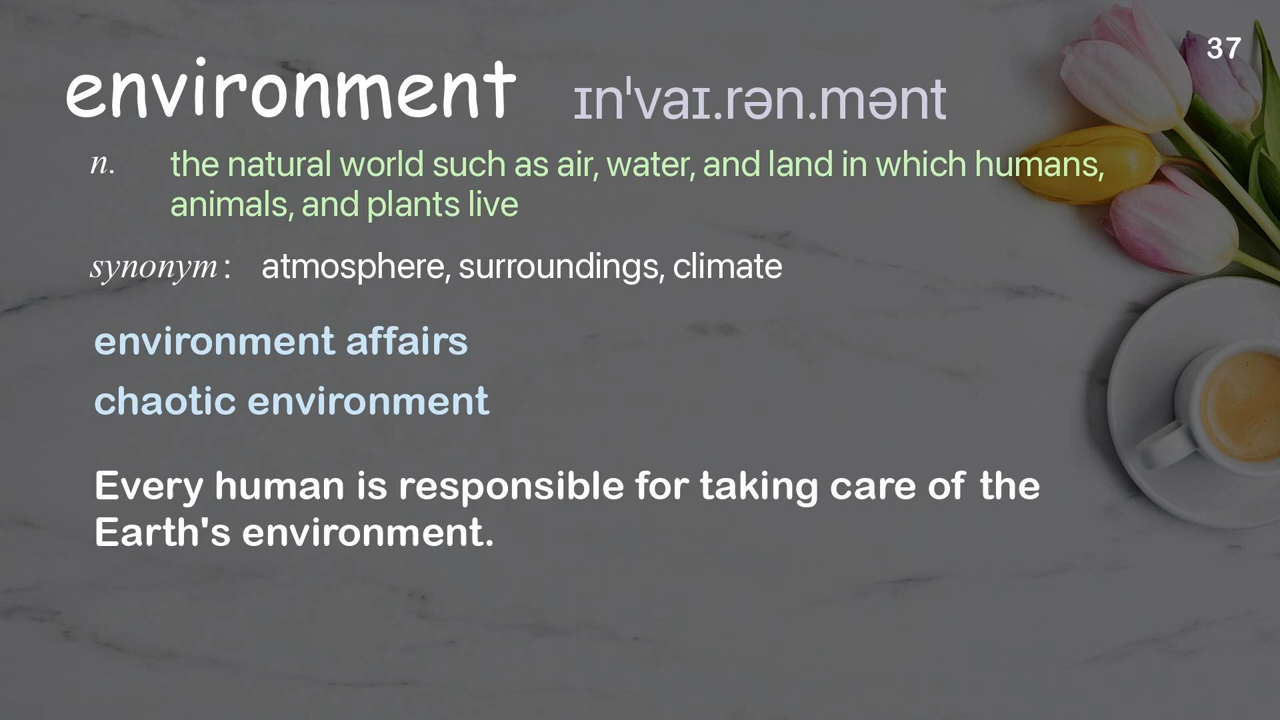 37
environment ɪnˈvaɪ.rən.mənt
n. the natural world such as air, water, and land in which humans,
animals, and plants live
synonym: atmosphere, surroundings, climate
environment affairs
chaotic environment
Every human is responsible for taking care of the
Earth's environment.